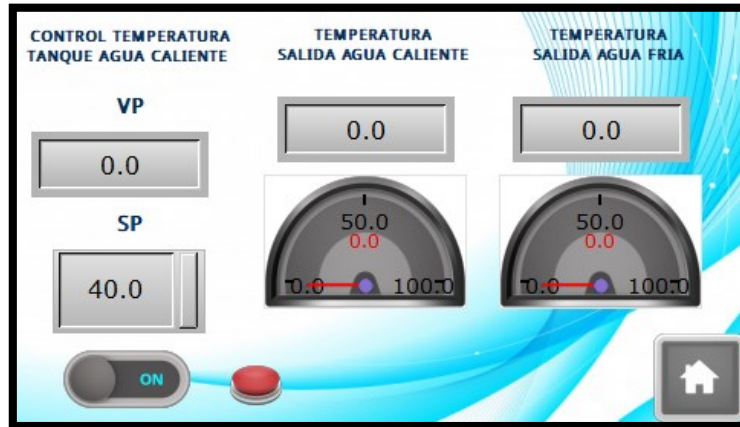 CONTROL TEMPERATURA
TANQUE AGUA CALIENTE
VP
0.0
SP
40.0
ON
TEMPERATURA
SALIDA AGUA CALIENTE
0.0
50.0
0.0
0.0
100.0
TEMPERATURA
SALIDA AGUA FRIA
0.0
50.0
0.0
0.0
100.0